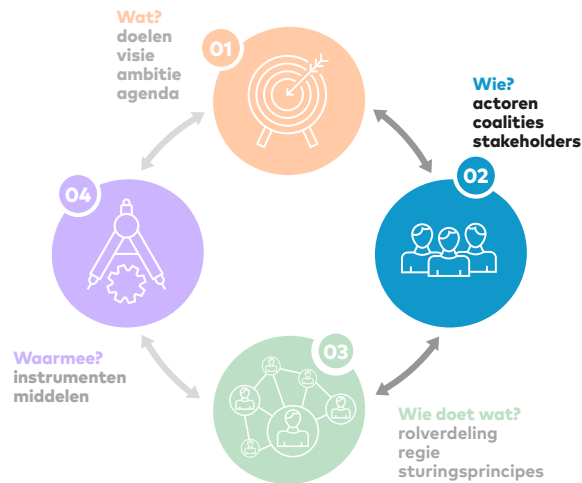 01
Wat?
doelen
visie
ambitie
agenda
02
Wie?
actoren
coalities
stakeholders
03
Wie doet wat?
rolverdeling
regie
sturingsprincipes
04
Waarmee?
instrumenten
middelen